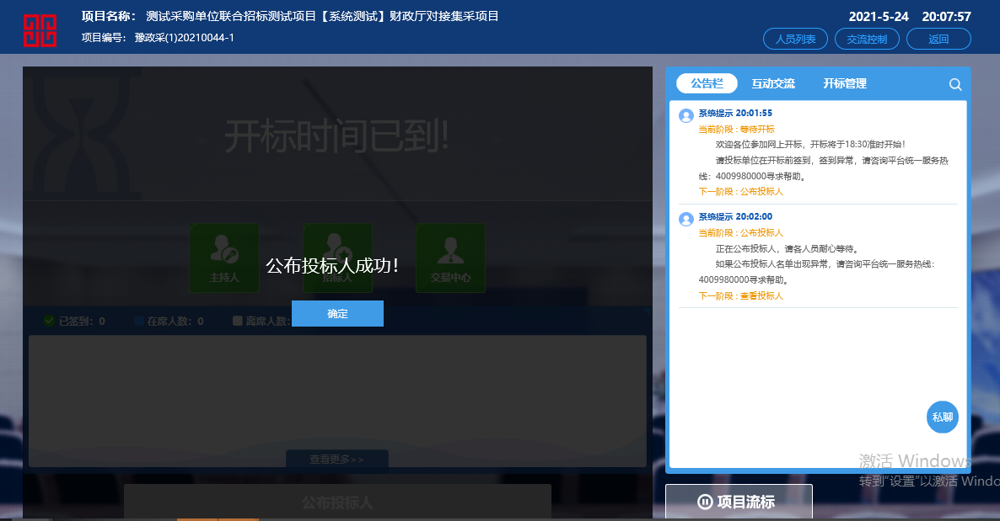 项目名称： 测试采购单位联合招标测试项目【系统测试】财政厅对接集采项目
2021-5-24 20:07:57
项目编号： 豫政采(1)20210044-1
人员列表 交流控制 返回
开标时间已到!
主持人 招标人 交易中心
公布投标人成功！
确定
已签到： 0 在席人数： 0 离席人数：
查看更多>>
公布投标人
公告栏 互动交流 开标管理
系统提示 20:01:55
当前阶段 : 等待开标
欢迎各位参加网上开标，开标将于18:30准时开始！
请投标单位在开标前签到，签到异常，请咨询平台统一服务热
线：4009980000寻求帮助。
下一阶段 : 公布投标人
系统提示 20:02:00
当前阶段 : 公布投标人
正在公布投标人，请各人员耐心等待。
如果公布投标人名单出现异常，请咨询平台统一服务热线：
4009980000寻求帮助。
下一阶段 : 查看投标人
私聊
激活 Windows
转到“设置”以激活 Windo
项目流标